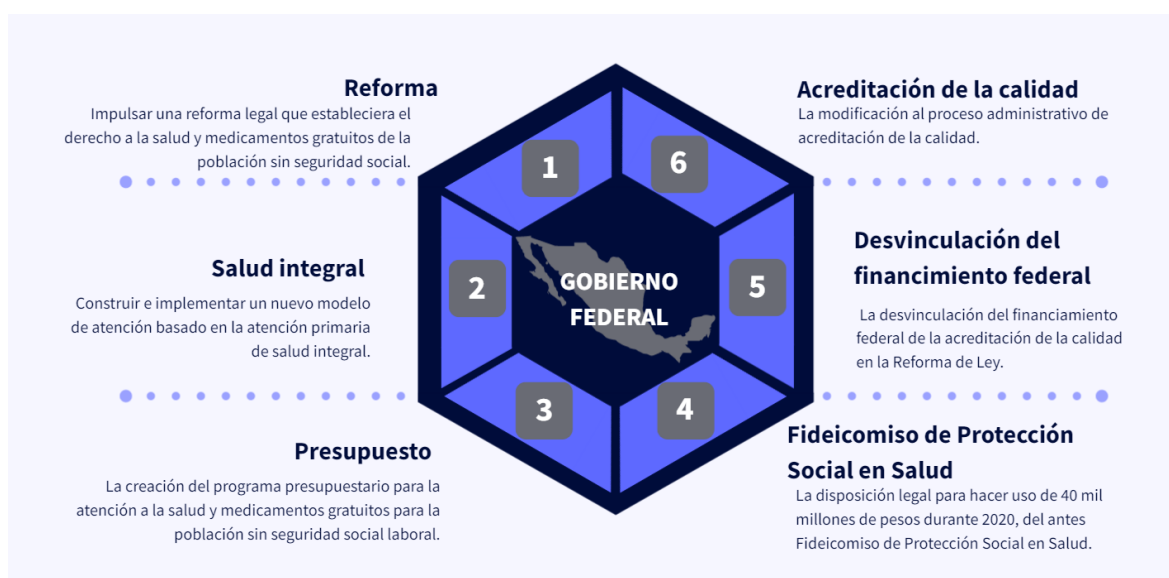 Reforma
Impulsar una reforma legal que estableciera el
derecho a la salud y medicamentos gratuitos de la
población sin seguridad social.
1
Salud integral
Construir e implementar un nuevo modelo
de atención basado en la atención primaria
de salud integral.
2
Presupuesto
La creación del programa presupuestario para la
atención a la salud y medicamentos gratuitos para la
población sin seguridad social laboral.
3
GOBIERNO
FEDERAL
Fideicomiso de Protección
Social en Salud
La disposición legal para hacer uso de 40 mil
millones de pesos durante 2020, del antes
Fideicomiso de Protección Social en Salud.
4
Desvinculación del
financimiento federal
La desvinculación del financiamiento
federal de la acreditación de la calidad
en la Reforma de Ley.
5
Acreditación de la calidad
La modificación al proceso administrativo de
acreditación de la calidad.
6